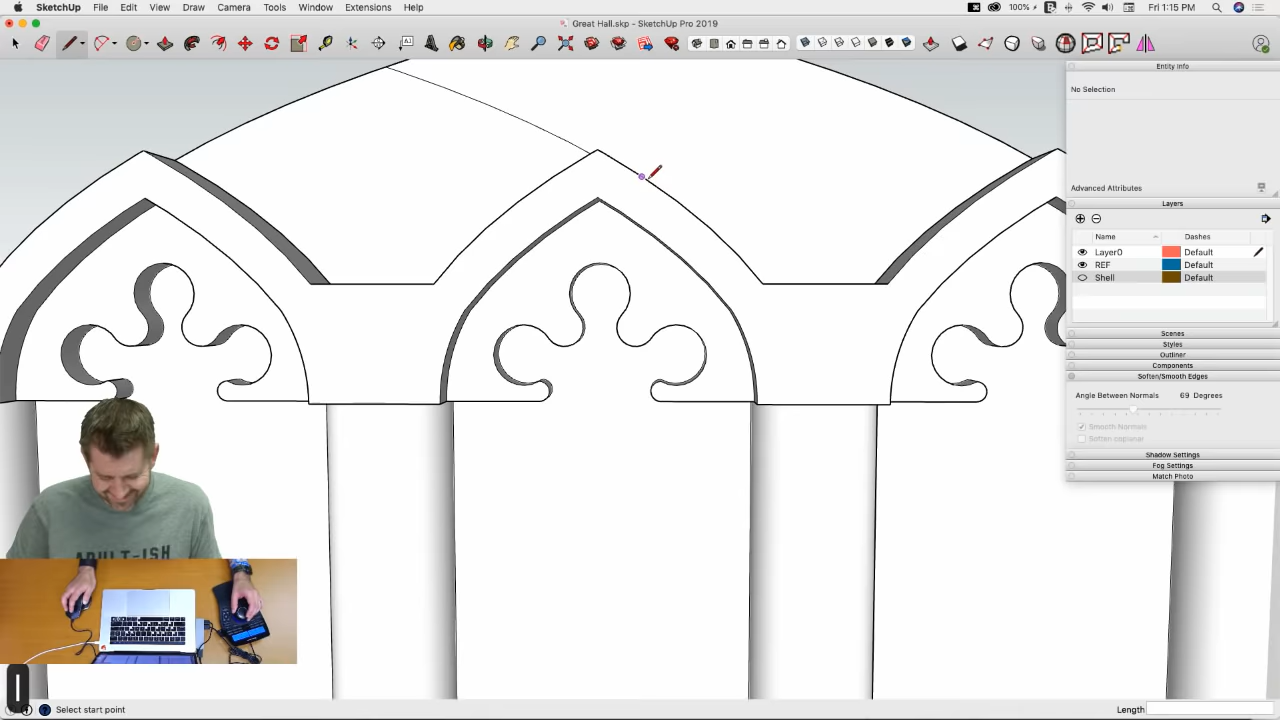 SketchUp File Edit View Draw Camera Tools Window Extensions Help 100% Fri 1:15 PM
Great Hall.skp - SketchUp Pro 2019
Entity Info
No Selection
Advanced Attributes
Layers
Name Dashes
Layer0 Default
REF Default
Shell Default
Scenes
Styles
Outliner
Components
Soften/Smooth Edges
Angle Between Normals 69 Degrees
Smooth Normals
Soften coplanar
Shadow Settings
Fog Settings
Match Photo
ADULT-ISH
l
Select start point
Length